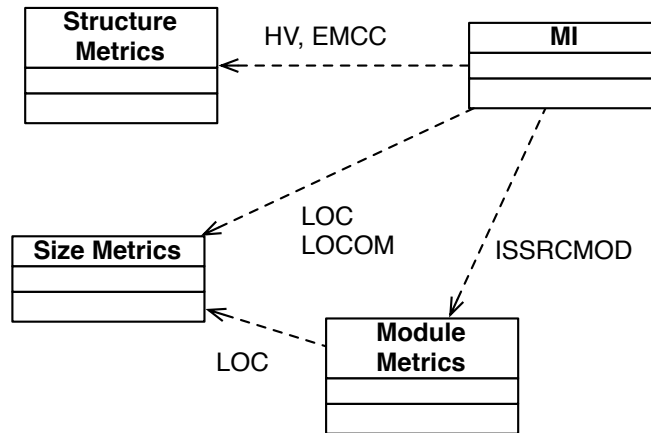 Structure
Metrics
HV, EMCC
MI
LOC
LOCOM
ISSRCMOD
Size Metrics
LOC
Module
Metrics